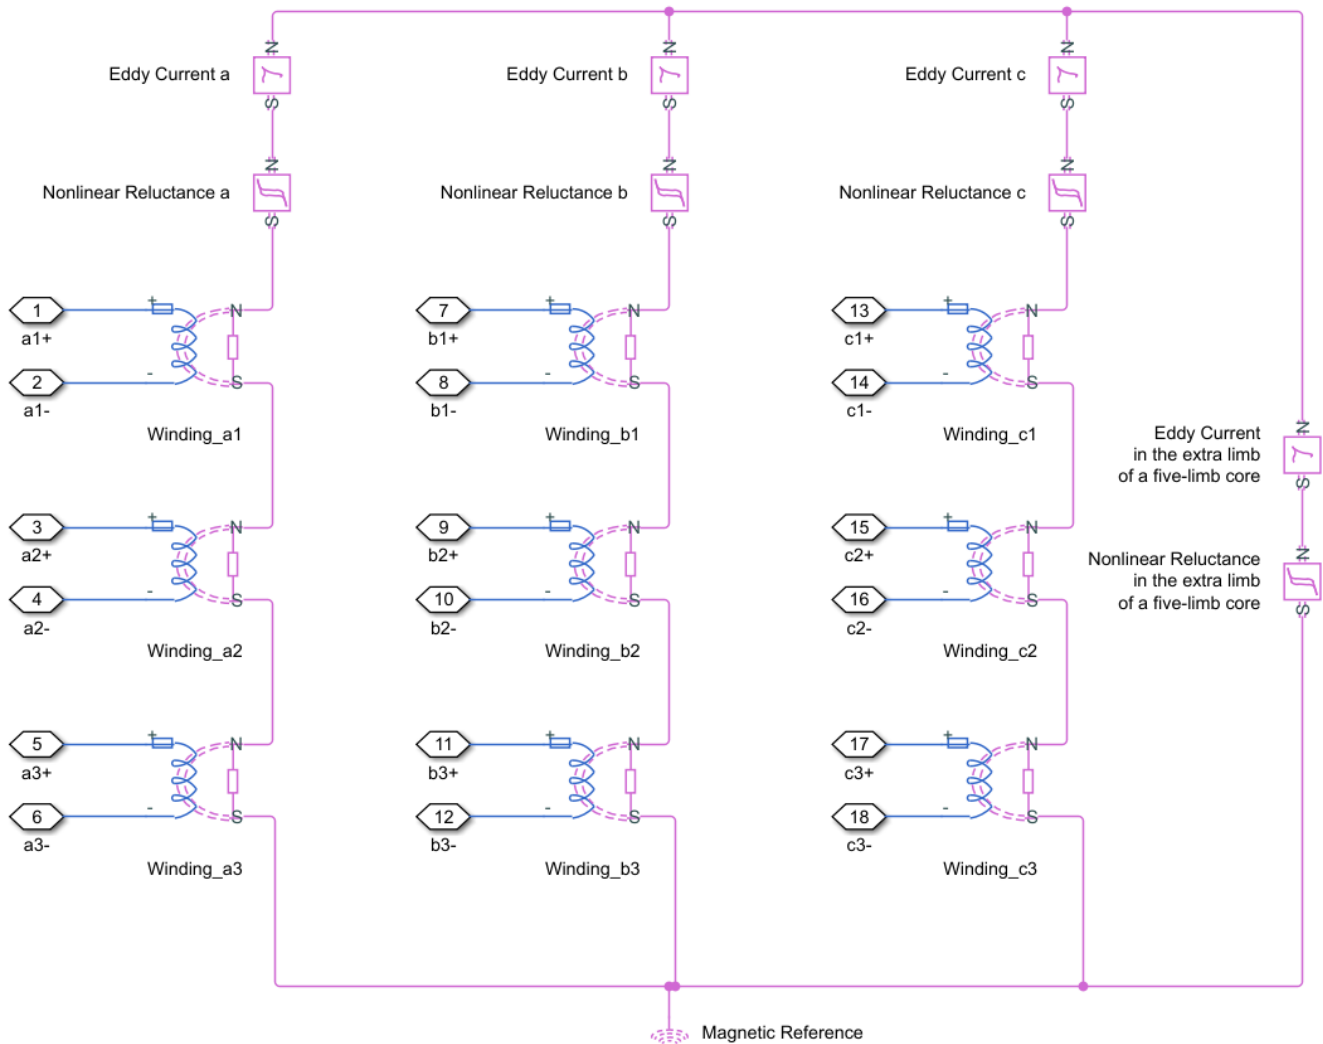 N
N
N
Eddy Current a
Eddy Current b
Eddy Current c
S
S
S
N
N
N
Nonlinear Reluctance a
Nonlinear Reluctance b
Nonlinear Reluctance c
S
S
S
1
+
N
7
+
N
13
+
N
a1+
b1+
c1+
2
-
S
8
-
S
14
-
S
a1-
b1-
c1-
Winding_a1
Winding_b1
Winding_c1
N
Eddy Current
in the extra limb
of a five-limb core
S
3
+
N
9
+
N
15
+
N
a2+
b2+
c2+
N
Nonlinear Reluctance
in the extra limb
of a five-limb core
S
4
-
S
10
-
S
16
-
S
a2-
b2-
c2-
Winding_a2
Winding_b2
Winding_c2
5
+
N
11
+
N
17
+
N
a3+
b3+
c3+
6
-
S
12
-
S
18
-
S
a3-
b3-
c3-
Winding_a3
Winding_b3
Winding_c3
Magnetic Reference